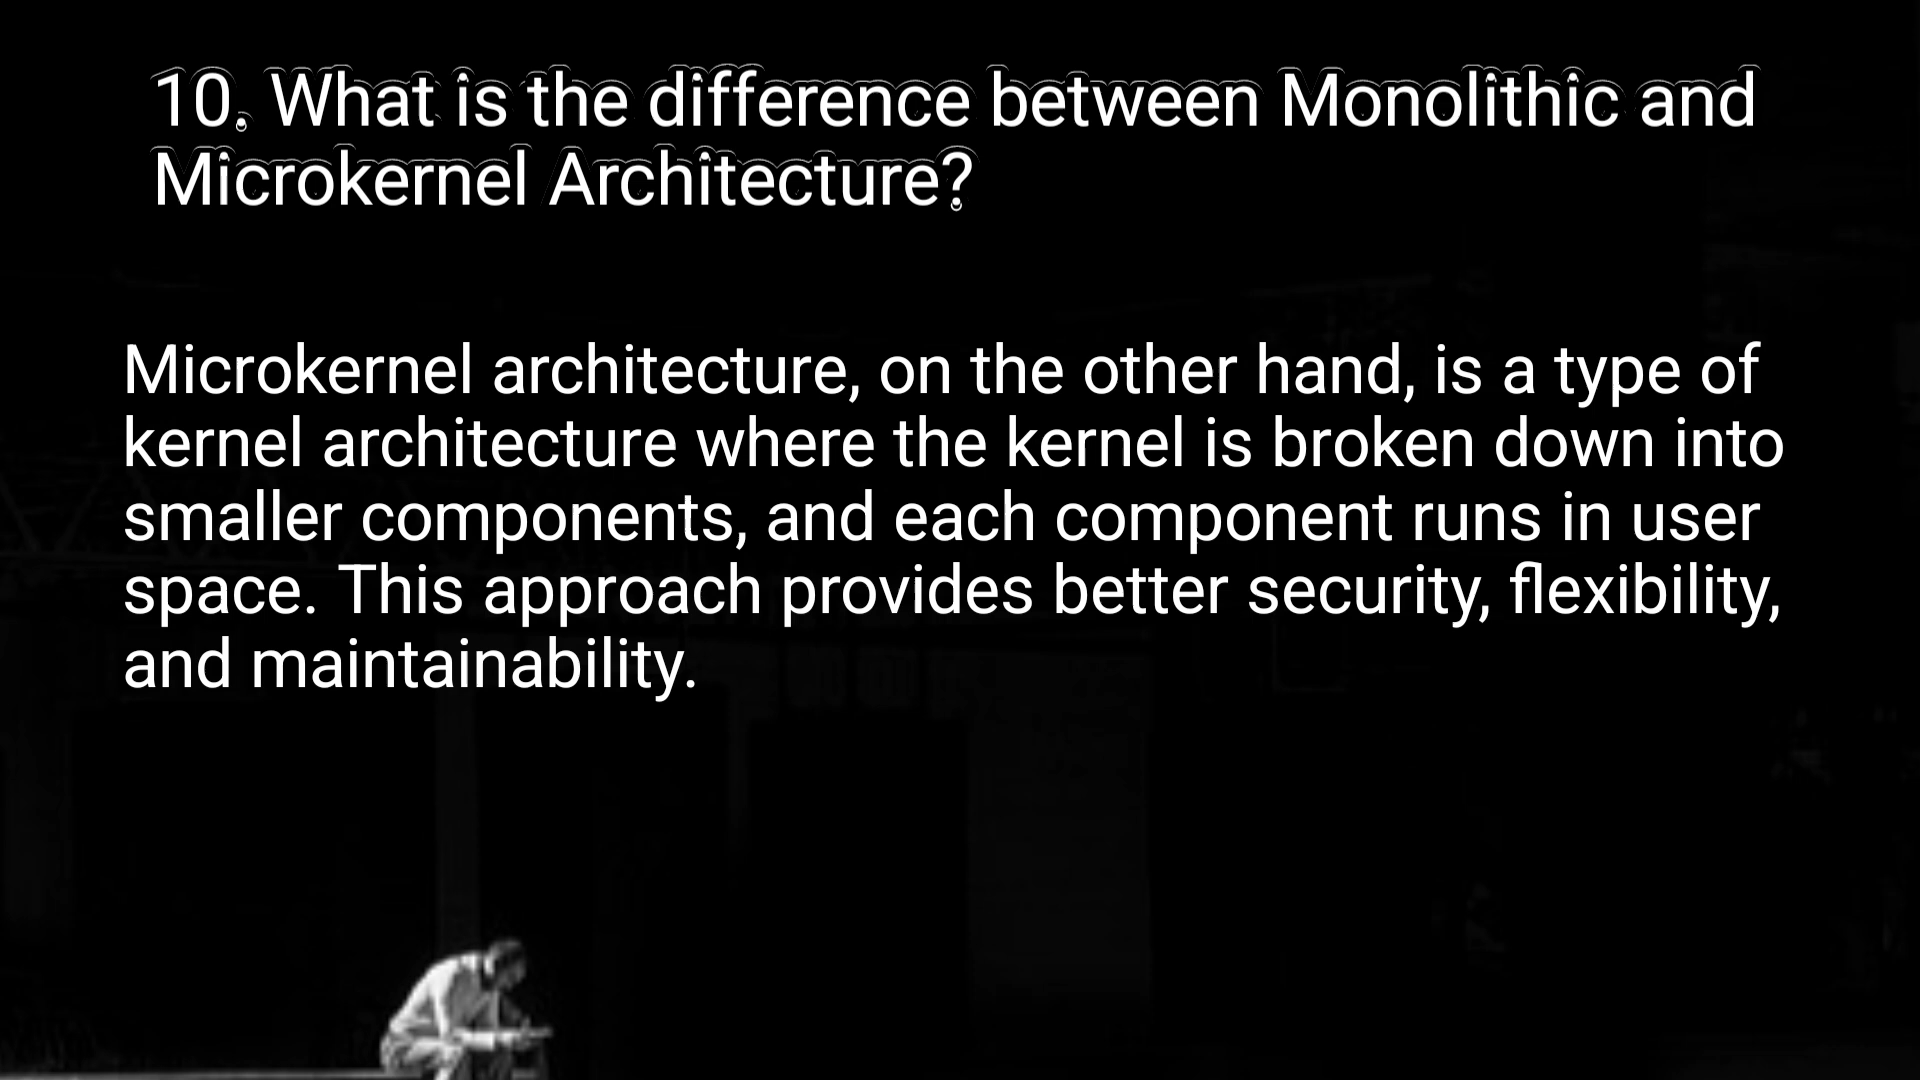 10. What is the difference between Monolithic and
Microkernel Architecture?
Microkernel architecture, on the other hand, is a type of
kernel architecture where the kernel is broken down into
smaller components, and each component runs in user
space. This approach provides better security, flexibility,
and maintainability.